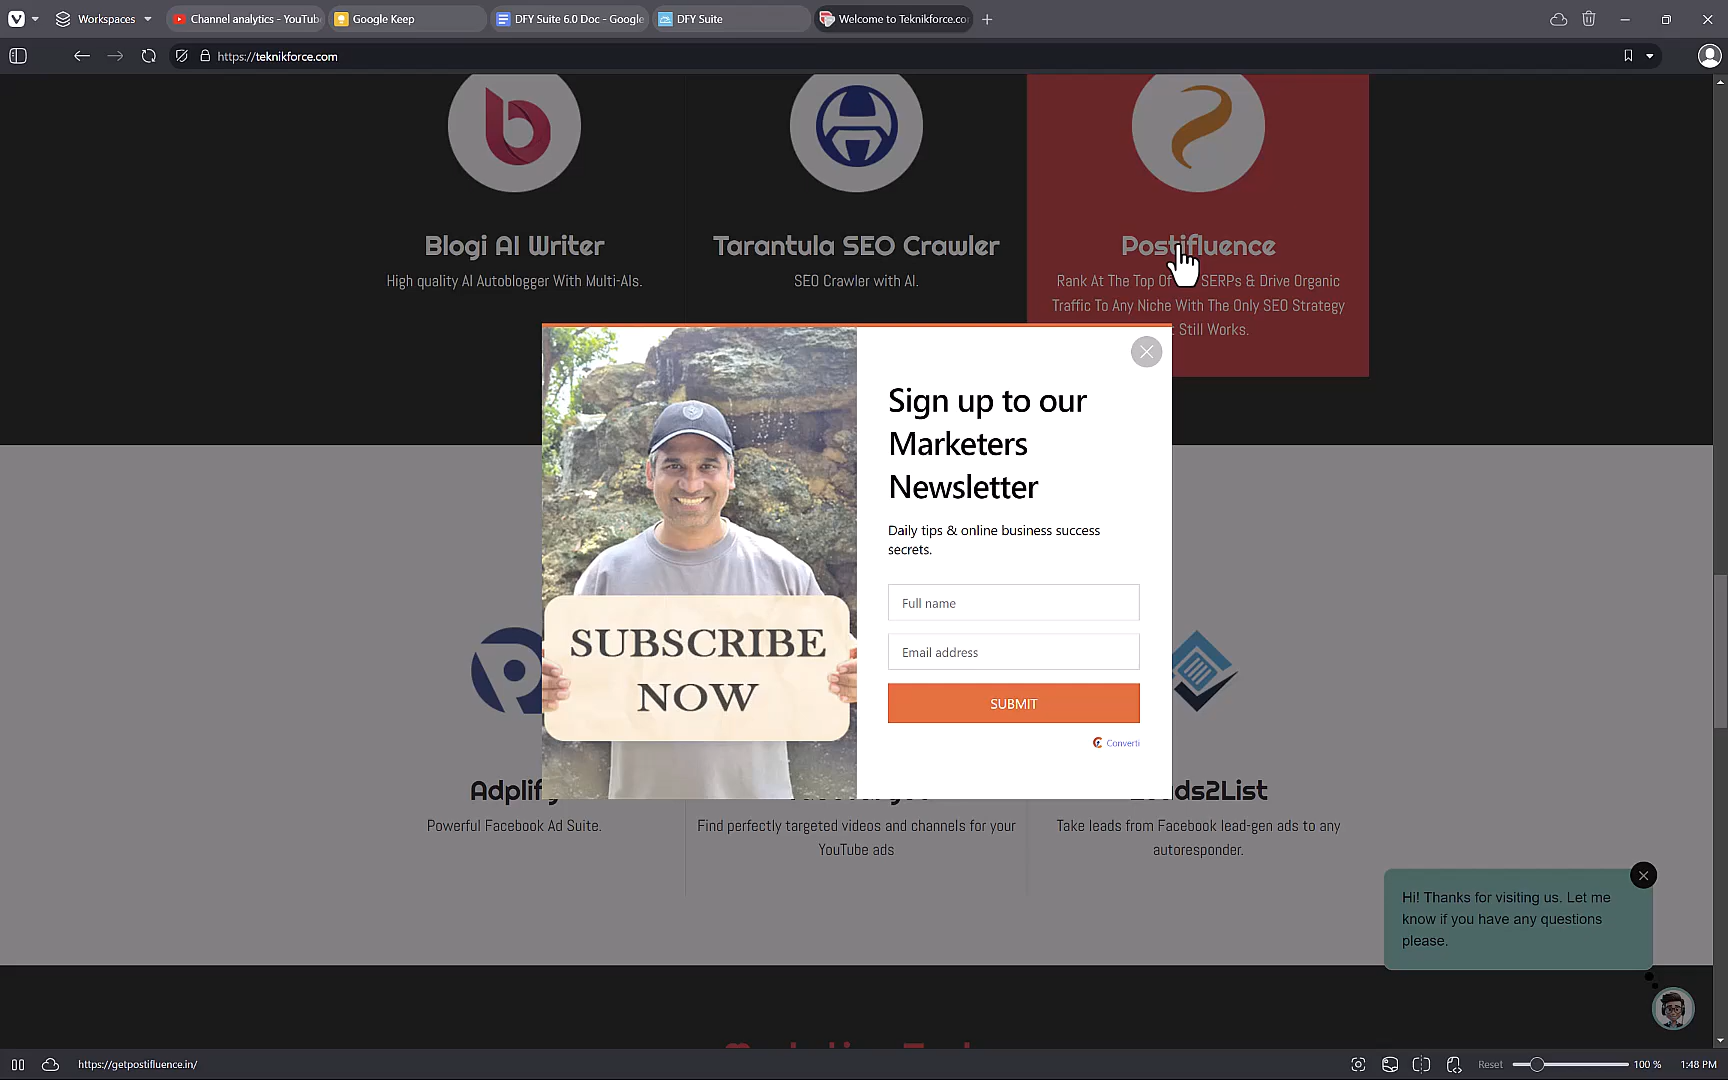 Workspaces
Channel analytics - YouTub
Google Keep
DFY Suite 6.0 Doc - Google
DFY Suite
Welcome to Teknikforce.co
https://teknikforce.com
Blogi AI Writer
High quality AI Autoblogger With Multi-AIs.
Tarantula SEO Crawler
SEO Crawler with AI.
Postifluence
Rank At The Top Of SERPs & Drive Organic
Traffic To Any Niche With The Only SEO Strategy
Still Works.
Sign up to our
Marketers
Newsletter
Daily tips & online business success
secrets.
Full name
Email address
SUBMIT
Converti
SUBSCRIBE
NOW
Adplify
Powerful Facebook Ad Suite.
Find perfectly targeted videos and channels for your
YouTube ads
ds2List
Take leads from Facebook lead-gen ads to any
autoresponder.
Hi! Thanks for visiting us. Let me
know if you have any questions
please.
https://getpostifluence.in/
Reset
100 %
1:48 PM